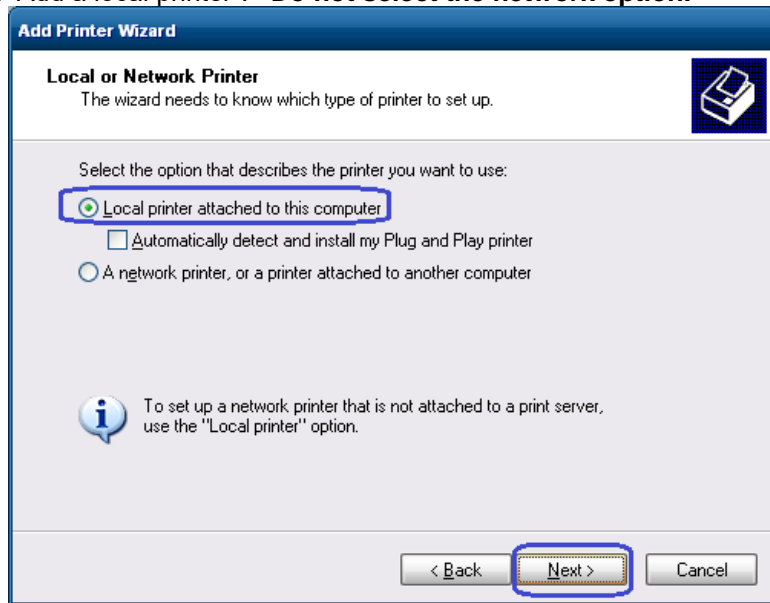 Add Printer Wizard
Local or Network Printer
The wizard needs to know which type of printer to set up.
Select the option that describes the printer you want to use:
Local printer attached to this computer
Automatically detect and install my Plug and Play printer
A network printer, or a printer attached to another computer
To set up a network printer that is not attached to a print server,
use the "Local printer" option.
< Back Next > Cancel